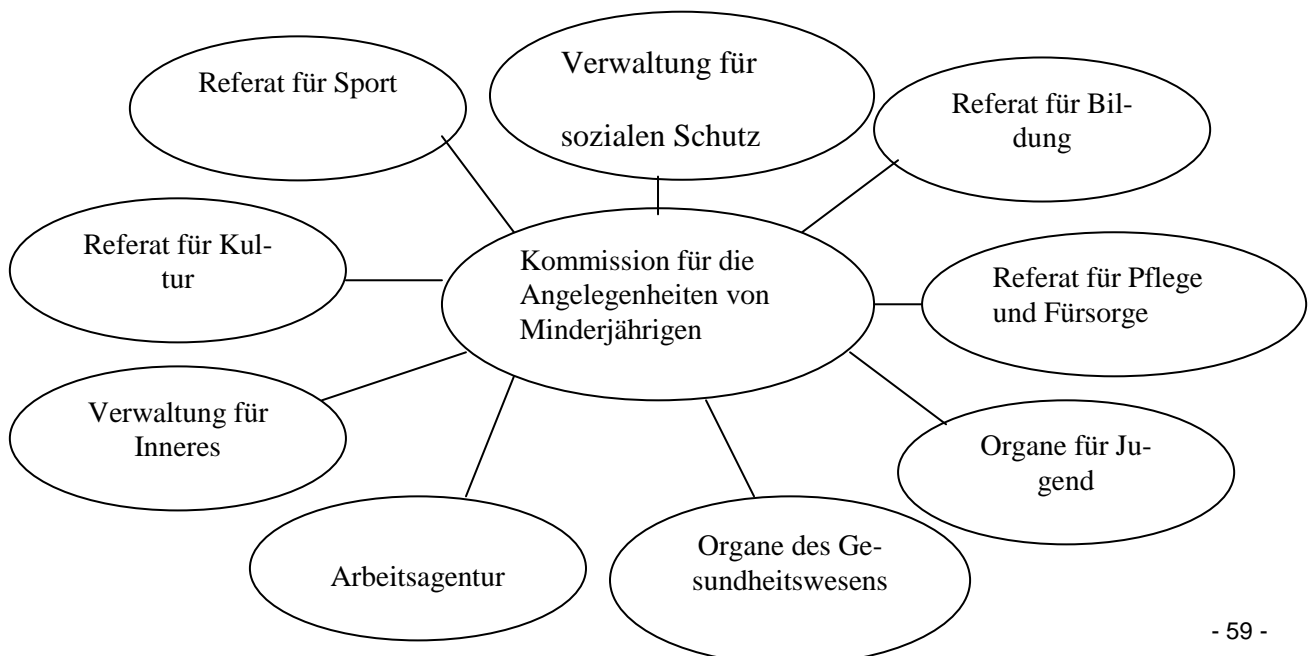 Verwaltung für
sozialen Schutz
Referat für Sport
Referat für Bil-
dung
Referat für Kul-
tur
Kommission für die
Angelegenheiten von
Minderjährigen
Referat für Pflege
und Fürsorge
Verwaltung für
Inneres
Organe für Ju-
gend
Arbeitsagentur
Organe des Ge-
sundheitswesens
- 59 -